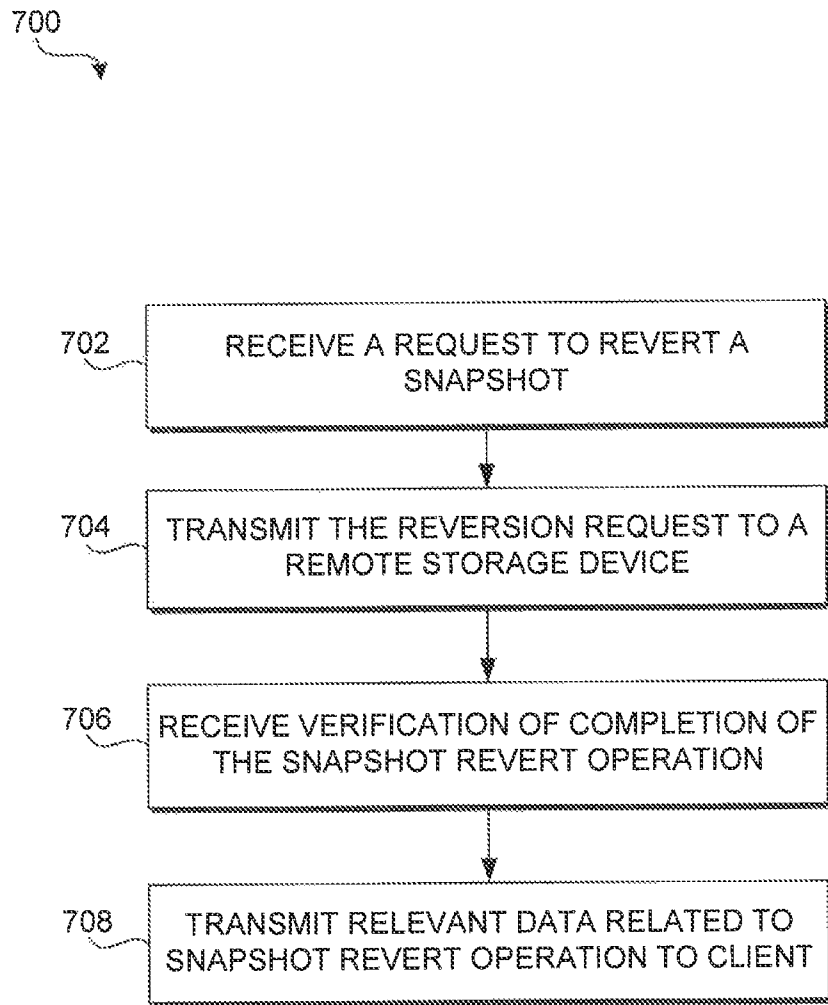 700
702
RECEIVE A REQUEST TO REVERT A
SNAPSHOT
704
TRANSMIT THE REVERSION REQUEST TO A
REMOTE STORAGE DEVICE
706
RECEIVE VERIFICATION OF COMPLETION OF
THE SNAPSHOT REVERT OPERATION
708
TRANSMIT RELEVANT DATA RELATED TO
SNAPSHOT REVERT OPERATION TO CLIENT